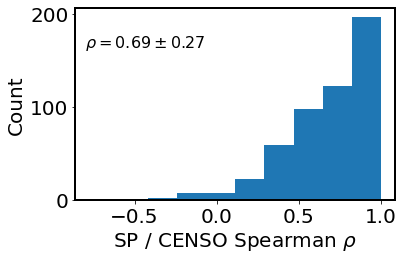 200
ρ = 0.69 ± 0.27
Count
100
0
−0.5 0.0 0.5 1.0
SP / CENSO Spearman ρ